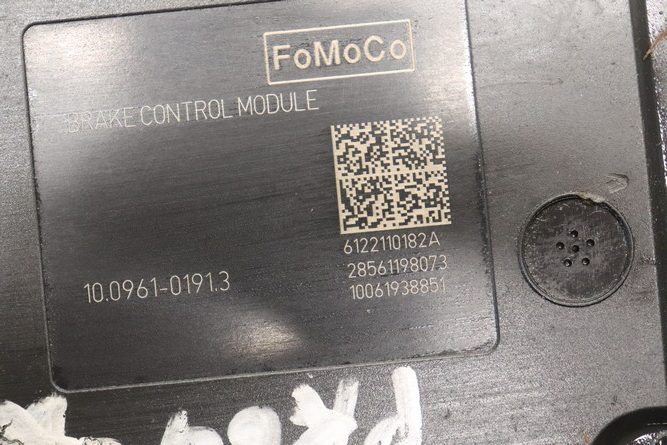 FoMoCo
BRAKE CONTROL MODULE
6122110182A
28561198073
10061938851
10.0961-0191.3